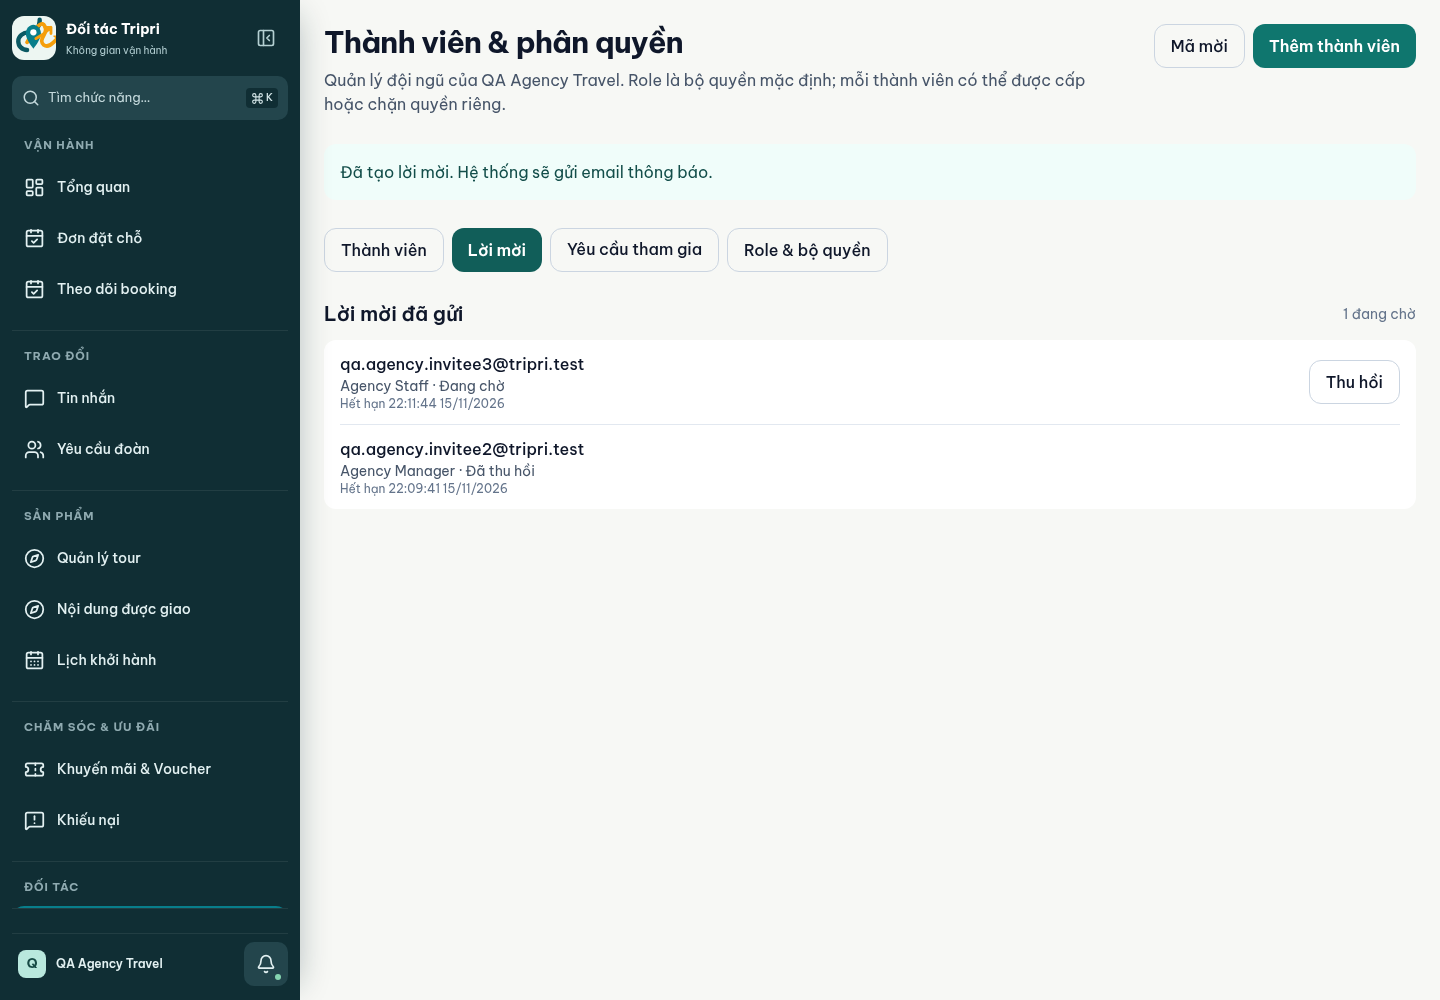 Đối tác Tripri
Không gian vận hành
Tìm chức năng...
⌘K
VẬN HÀNH
Tổng quan
Đơn đặt chỗ
Theo dõi booking
TRAO ĐỔI
Tin nhắn
Yêu cầu đoàn
SẢN PHẨM
Quản lý tour
Nội dung được giao
Lịch khởi hành
CHĂM SÓC & ƯU ĐÃI
Khuyến mãi & Voucher
Khiếu nại
ĐỐI TÁC
Q
QA Agency Travel
Thành viên & phân quyền
Quản lý đội ngũ của QA Agency Travel. Role là bộ quyền mặc định; mỗi thành viên có thể được cấp
hoặc chặn quyền riêng.
Mã mời
Thêm thành viên
Đã tạo lời mời. Hệ thống sẽ gửi email thông báo.
Thành viên
Lời mời
Yêu cầu tham gia
Role & bộ quyền
Lời mời đã gửi
1 đang chờ
qa.agency.invitee3@tripri.test
Agency Staff · Đang chờ
Hết hạn 22:11:44 15/11/2026
Thu hồi
qa.agency.invitee2@tripri.test
Agency Manager · Đã thu hồi
Hết hạn 22:09:41 15/11/2026